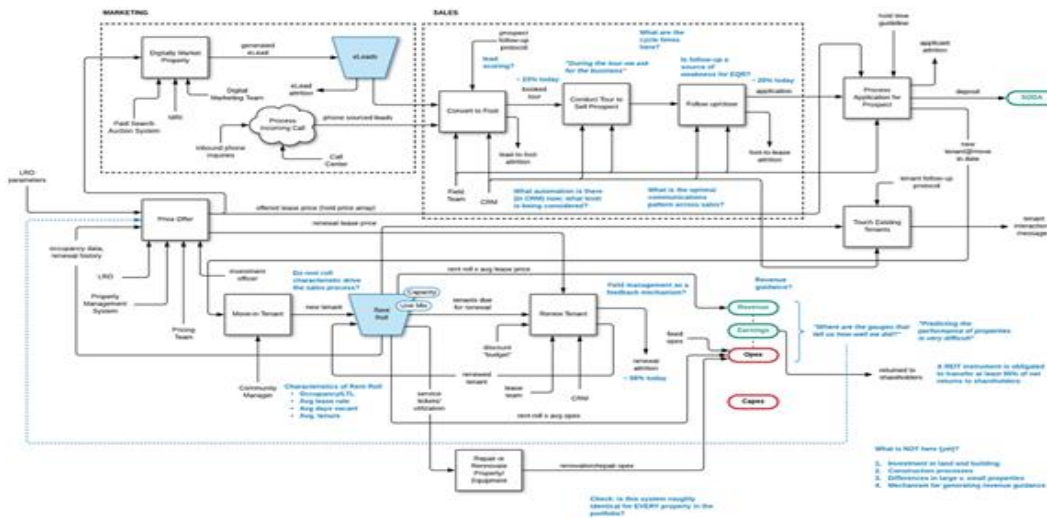 MARKETING
SALES
Digitally Market
Property
generated
eLead
eLeads
eLead
attrition
Paid Search
Auction System
Digital
Marketing Team
Process
Incoming Call
phone sourced leads
inbound phone
inquiries
Call
Center
prospect
follow-up
protocol
lead
scoring?
~ 23% today
booked
tour
Convert to Foot
lead-to-foot
attrition
Field
Team
CRM
"During the tour we ask
for the business"
Conduct Tour to
Sell Prospect
What are the
cycle times
here?
Is follow-up a
source of
weakness for EQR?
~ 20% today
application
Follow up/close
foot-to-lease
attrition
What automation is there
(in CRM) now; what level
is being considered?
What is the optimal
communications
pattern across sales?
hold time
guideline
applicant
attrition
Process
Application for
Prospect
deposit
SODA
new
tenant@move
in date
tenant follow-up
protocol
Touch Existing
Tenants
tenant
interaction
messages
LRO
parameters
Price Offer
offered lease price (hold price array)
renewal lease price
occupancy data,
renewal history
LRO
Property
Management
System
Pricing
Team
investment
officer
Move-in Tenant
new tenant
Community
Manager
Do rent roll
characteristic drive
the sales process?
Rent
Roll
Capacity
Unit Mix
rent roll x avg lease price
tenants due
for renewal
Renew Tenant
discount
"budget"
renewed
tenant
lease
team
CRM
renewal
attrition
~ 50% today
Field management as a
feedback mechanism?
Revenue
guidance?
Revenue
Earnings
Opex
Capex
fixed
opex
"Where are the gauges that
tell us how well we did?"
"Predicting the
performance of properties
is very difficult"
returned to
shareholders
A REIT instrument is obligated
to transfer at least 90% of net
returns to shareholders
Characteristics of Rent Roll
• Occupancy/LTL
• Avg lease rate
• Avg days vacant
• Avg. tenure
service
tickets/
utilization
rent roll x avg opex
Repair or
Rennovate
Property/
Equipment
renovation/repair opex
Check: Is this system roughly
identical for EVERY property in the
portfolio?
What is NOT here (yet)?
1. Investment in land and building
2. Construction processes
3. Differences in large v. small properties
4. Mechanism for generating revenue guidance